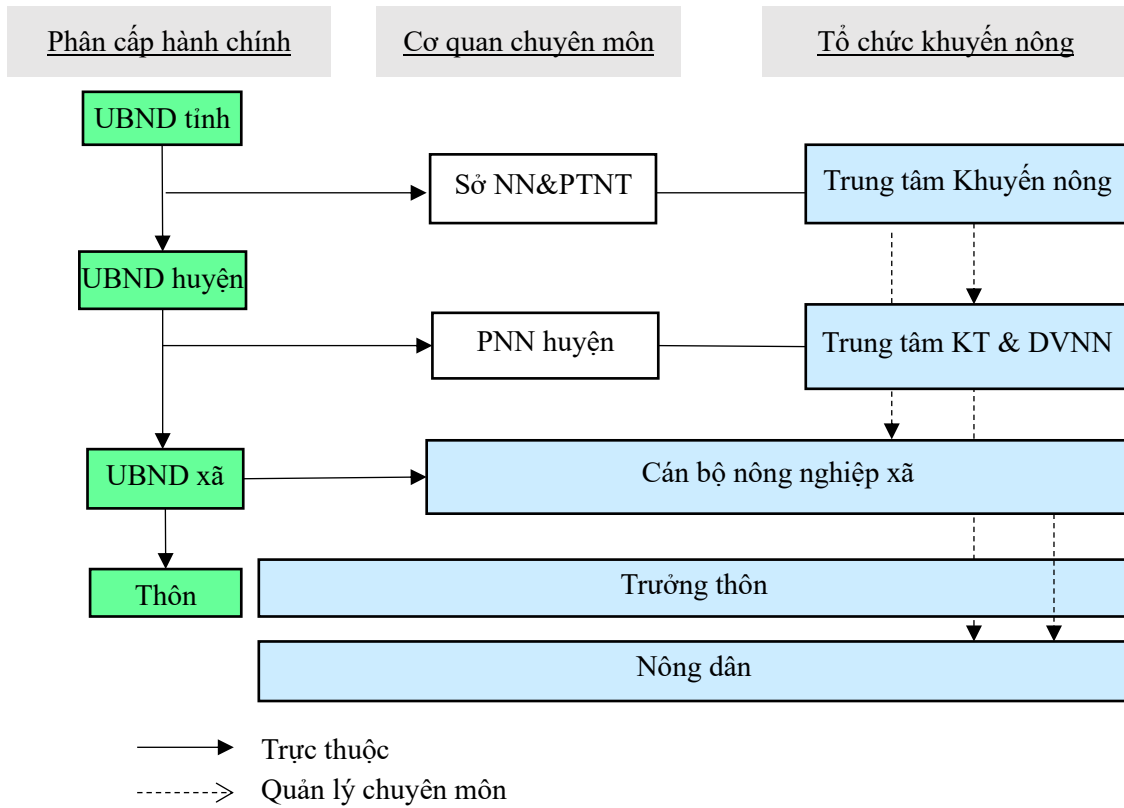 Phân cấp hành chính
Cơ quan chuyên môn
Tổ chức khuyến nông
UBND tỉnh
Sở NN&PTNT
Trung tâm Khuyến nông
UBND huyện
PNN huyện
Trung tâm KT & DVNN
UBND xã
Cán bộ nông nghiệp xã
Thôn
Trưởng thôn
Nông dân
Trực thuộc
Quản lý chuyên môn